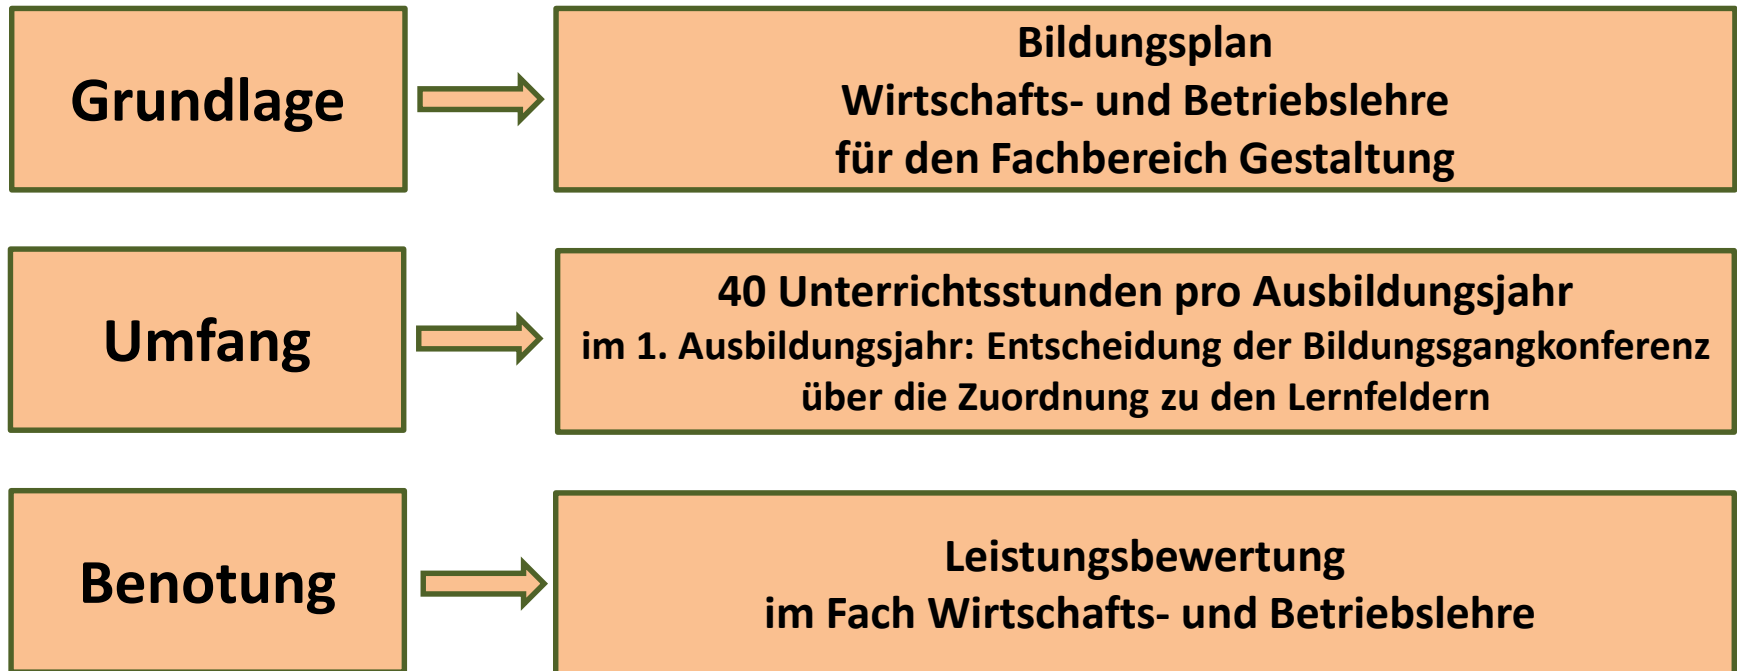 Grundlage
Bildungsplan
Wirtschafts- und Betriebslehre
für den Fachbereich Gestaltung
Umfang
40 Unterrichtsstunden pro Ausbildungsjahr
im 1. Ausbildungsjahr: Entscheidung der Bildungsgangkonferenz
über die Zuordnung zu den Lernfeldern
Benotung
Leistungsbewertung
im Fach Wirtschafts- und Betriebslehre